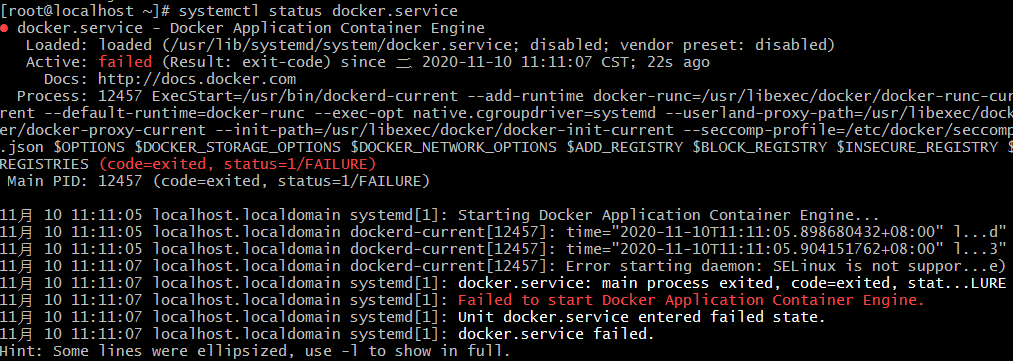 [root@localhost ~]# systemctl status docker.service
● docker.service - Docker Application Container Engine
Loaded: loaded (/usr/lib/systemd/system/docker.service; disabled; vendor preset: disabled)
Active: failed (Result: exit-code) since 二 2020-11-10 11:11:07 CST; 22s ago
Docs: http://docs.docker.com
Process: 12457 ExecStart=/usr/bin/dockerd-current --add-runtime docker-runc=/usr/libexec/docker/docker-runc-cur
rent --default-runtime=docker-runc --exec-opt native.cgroupdriver=systemd --userland-proxy-path=/usr/libexec/dock
er/docker-proxy-current --init-path=/usr/libexec/docker/docker-init-current --seccomp-profile=/etc/docker/seccomp
.json $OPTIONS $DOCKER_STORAGE_OPTIONS $DOCKER_NETWORK_OPTIONS $ADD_REGISTRY $BLOCK_REGISTRY $INSECURE_REGISTRY $
REGISTRIES (code=exited, status=1/FAILURE)
Main PID: 12457 (code=exited, status=1/FAILURE)
11月 10 11:11:05 localhost.localdomain systemd[1]: Starting Docker Application Container Engine...
11月 10 11:11:05 localhost.localdomain dockerd-current[12457]: time="2020-11-10T11:11:05.898680432+08:00" l...d"
11月 10 11:11:05 localhost.localdomain dockerd-current[12457]: time="2020-11-10T11:11:05.904151762+08:00" l...3"
11月 10 11:11:07 localhost.localdomain dockerd-current[12457]: Error starting daemon: SELinux is not suppor...e)
11月 10 11:11:07 localhost.localdomain systemd[1]: docker.service: main process exited, code=exited, stat...LURE
11月 10 11:11:07 localhost.localdomain systemd[1]: Failed to start Docker Application Container Engine.
11月 10 11:11:07 localhost.localdomain systemd[1]: Unit docker.service entered failed state.
11月 10 11:11:07 localhost.localdomain systemd[1]: docker.service failed.
Hint: Some lines were ellipsized, use -l to show in full.